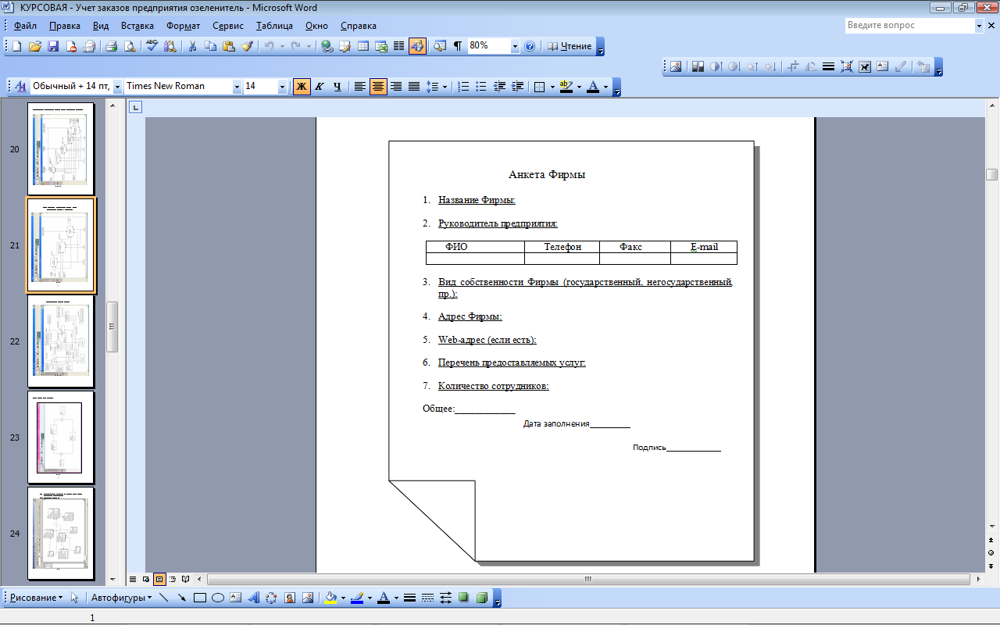 КУРСОВАЯ - Учет заказов предприятия озеленитель - Microsoft Word
Файл Правка Вид Вставка Формат Сервис Таблица Окно Справка
Введите вопрос
80%
Чтение
Обычный + 14 пт, Times New Roman 14 Ж К Ч
20
21
22
23
24
Анкета Фирмы
1. Название Фирмы:
2. Руководитель предприятия:
ФИО Телефон Факс E-mail
3. Вид собственности Фирмы (государственный, негосударственный,
пр.):
4. Адрес Фирмы:
5. Web-адрес (если есть):
6. Перечень предоставляемых услуг:
7. Количество сотрудников:
Общее:____________
Дата заполнения_________
Подпись____________
Рисование Автофигуры
1